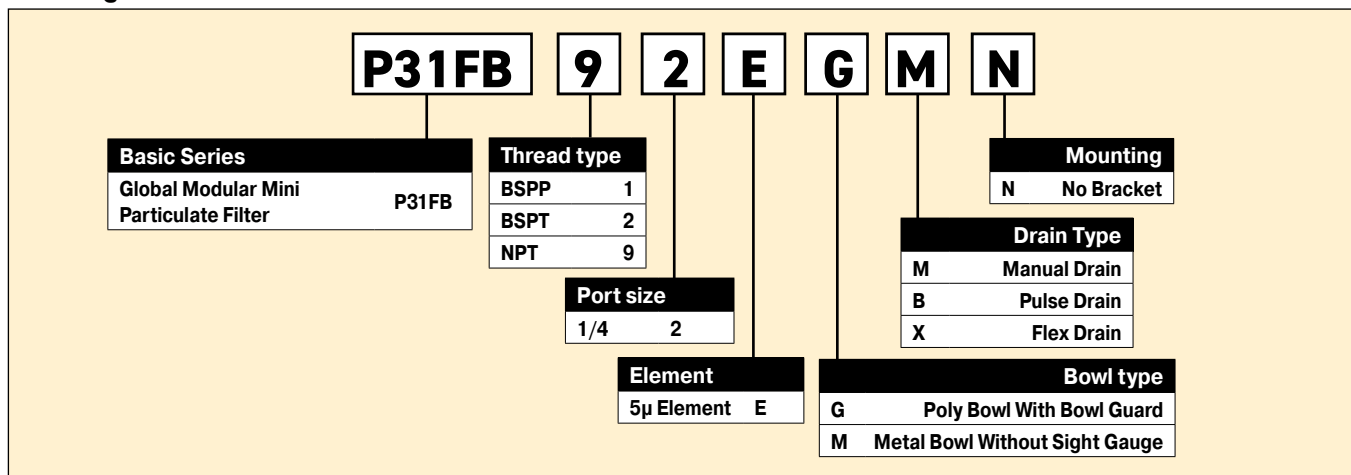 P31FB 9 2 E G M N
Basic Series
Global Modular Mini
Particulate Filter P31FB
Thread type
BSPP 1
BSPT 2
NPT 9
Mounting
N No Bracket
Drain Type
M Manual Drain
B Pulse Drain
X Flex Drain
Port size
1/4 2
Element
5µ Element E
Bowl type
G Poly Bowl With Bowl Guard
M Metal Bowl Without Sight Gauge